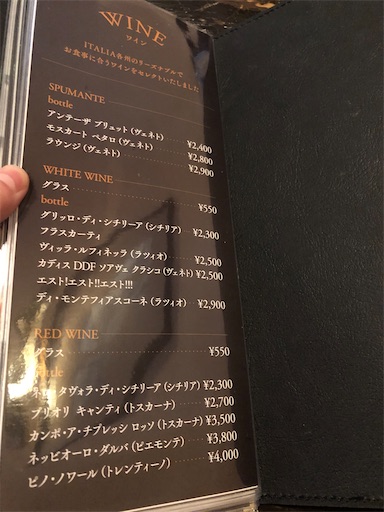 WINE
ワイン
ITALIA各州のリーズナブルで
お食事に合うワインをセレクトいたしました
SPUMANTE
bottle
アンテーザ ブリュット (ヴェネト) ¥2,400
モスカート ペタロ (ヴェネト) ¥2,800
ラウンジ (ヴェネト) ¥2,900
WHITE WINE
グラス ¥550
bottle
グリッロ・ディ・シチリーア (シチリア) ¥2,300
フラスカーティ
ヴィッラ・ルフィネッラ (ラツィオ) ¥2,500
カディス DDF ソアヴェ クラシコ (ヴェネト) ¥2,500
エスト!エスト!!エスト!!!
ディ・モンテフィアスコーネ (ラツィオ) ¥2,900
RED WINE
グラス ¥550
bottle
タヴォラ・ディ・シチリーア (シチリア) ¥2,300
ブリオリ キャンティ (トスカーナ) ¥2,700
カンポ・ア・チプレッシ ロッソ (トスカーナ) ¥3,500
ネッビオーロ・ダルバ (ピエモンテ) ¥3,800
ピノ・ノワール (トレンティーノ) ¥4,000